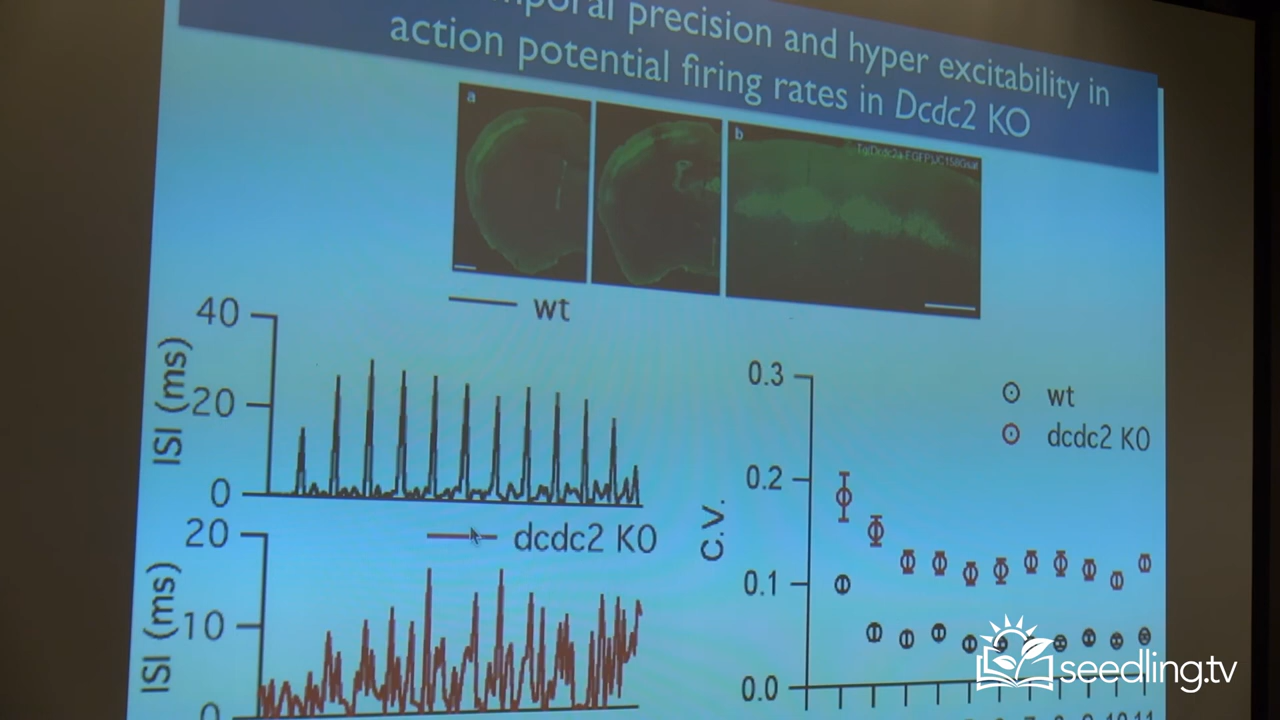 precision and hyper excitability in
action potential firing rates in Dcdc2 KO
a
b
wt
40
20
0
ISI (ms)
dcdc2 KO
20
10
0
ISI (ms)
0.3
0.2
0.1
0.0
C.V.
wt
dcdc2 KO
10 11
seedling.tv